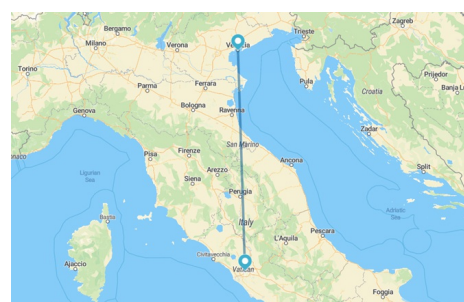 Zagreb
Bergamo
Trieste
Milano
Verona
Venezia
Torino
Pula
Croatia
Prijedor
Banja Lu
Parma
Ferrara
Genova
Bologna
Ravenna
Zadar
San Marino
onaco
Pisa
Firenze
Ancona
Split
Ligurian
Sea
Siena
Arezzo
Perugia
Adriatic
Sea
Bastia
Italy
Pescara
L'Aquila
Civitavecchia
Ajaccio
Vatican
Foggia